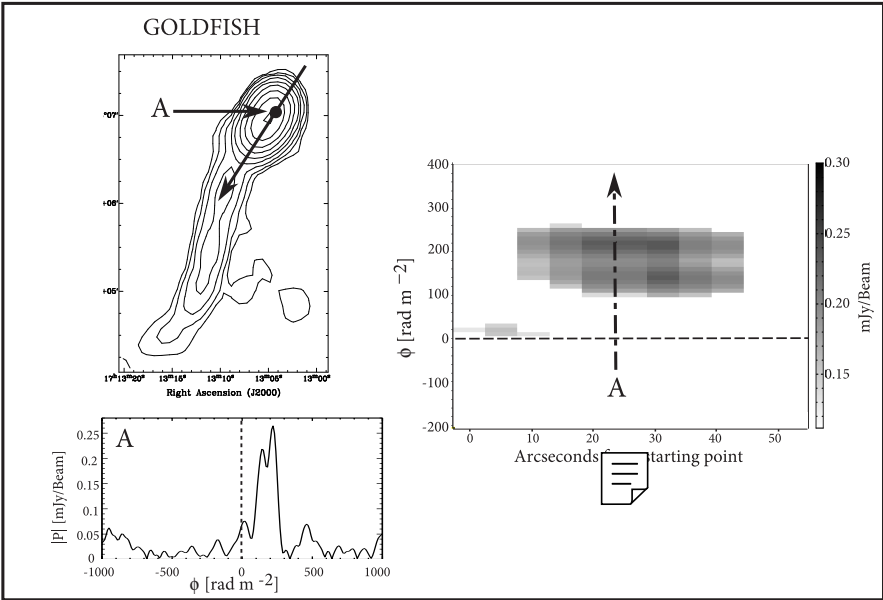 GOLDFISH
A
+07'
+06'
+05'
17ʰ13ᵐ20ˢ 13ᵐ15ˢ 13ᵐ10ˢ 13ᵐ05ˢ 13ᵐ00ˢ
Right Ascension (J2000)
A
|P| [mJy/Beam]
0.25
0.2
0.15
0.1
0.05
0
-1000 -500 0 500 1000
ϕ [rad m -2]
ϕ [rad m −2]
400
300
200
100
0
-100
-200
A
0 10 20 30 40 50
Arcseconds starting point
0.30
0.25
0.20
0.15
mJy/Beam